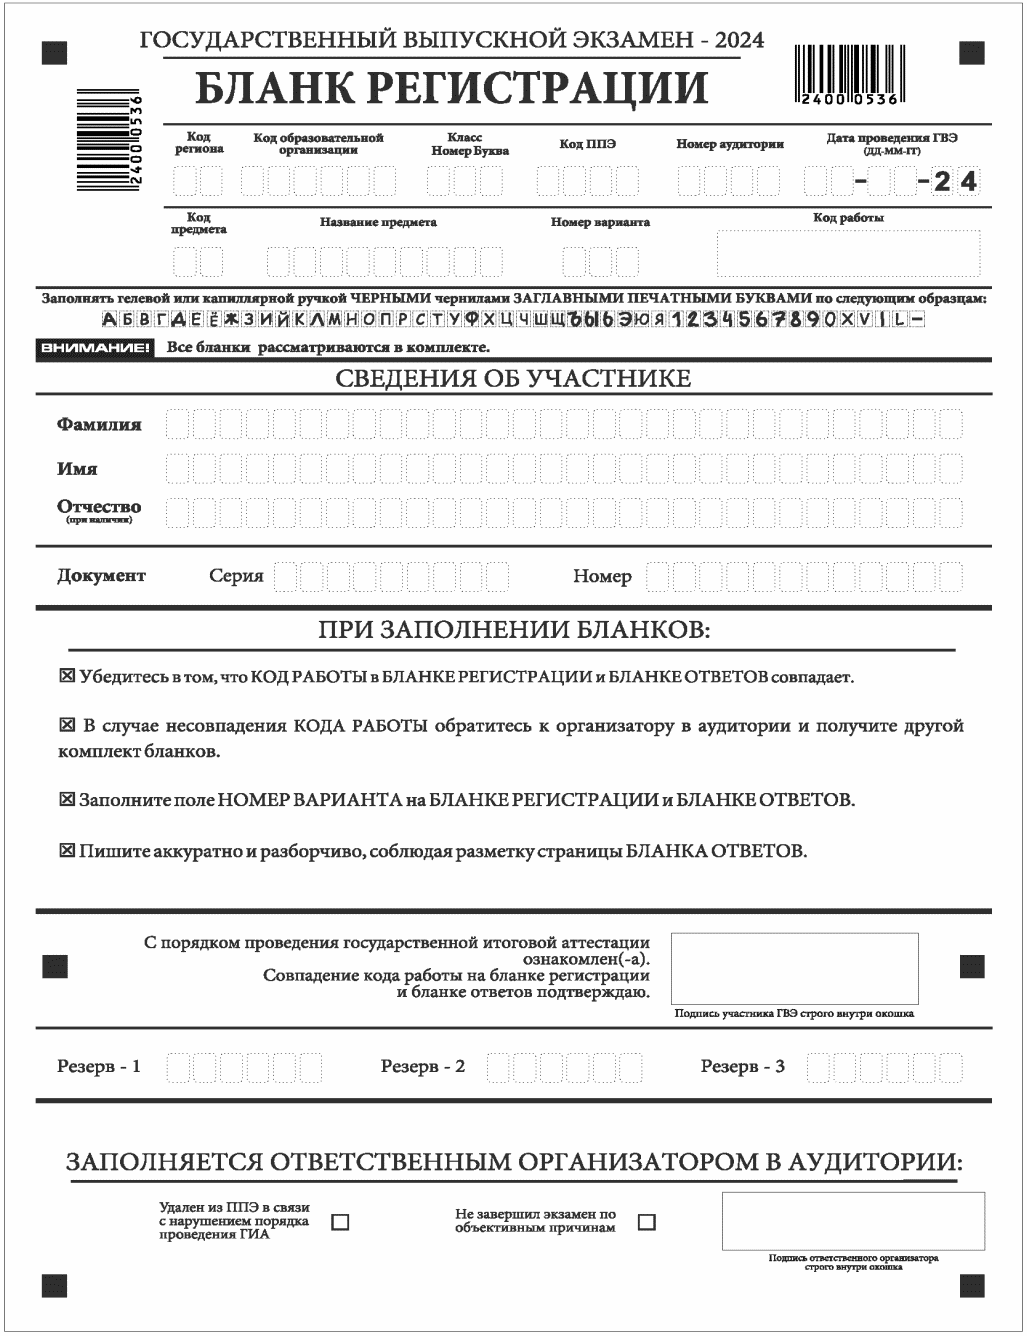 ГОСУДАРСТВЕННЫЙ ВЫПУСКНОЙ ЭКЗАМЕН - 2024
БЛАНК РЕГИСТРАЦИИ
2400 0536
2400 0536
Код региона
Код образовательной организации
Класс
Номер Буква
Код ППЭ
Номер аудитории
Дата проведения ГВЭ
(ДД-ММ-ГГ)
- -24
Код предмета
Название предмета
Номер варианта
Код работы
Заполнять гелевой или капиллярной ручкой ЧЕРНЫМИ чернилами ЗАГЛАВНЫМИ ПЕЧАТНЫМИ БУКВАМИ по следующим образцам:
АБВГДЕЁЖЗИЙКЛМНОПРСТУФХЦЧШЩЪЫЬЭЮЯ1234567890XVIL-
ВНИМАНИЕ! Все бланки рассматриваются в комплекте.
СВЕДЕНИЯ ОБ УЧАСТНИКЕ
Фамилия
Имя
Отчество
(при наличии)
Документ Серия Номер
ПРИ ЗАПОЛНЕНИИ БЛАНКОВ:
☒ Убедитесь в том, что КОД РАБОТЫ в БЛАНКЕ РЕГИСТРАЦИИ и БЛАНКЕ ОТВЕТОВ совпадает.
☒ В случае несовпадения КОДА РАБОТЫ обратитесь к организатору в аудитории и получите другой
комплект бланков.
☒ Заполните поле НОМЕР ВАРИАНТА на БЛАНКЕ РЕГИСТРАЦИИ и БЛАНКЕ ОТВЕТОВ.
☒ Пишите аккуратно и разборчиво, соблюдая разметку страницы БЛАНКА ОТВЕТОВ.
С порядком проведения государственной итоговой аттестации
ознакомлен(-а).
Совпадение кода работы на бланке регистрации
и бланке ответов подтверждаю.
Подпись участника ГВЭ строго внутри окошка
Резерв - 1 Резерв - 2 Резерв - 3
ЗАПОЛНЯЕТСЯ ОТВЕТСТВЕННЫМ ОРГАНИЗАТОРОМ В АУДИТОРИИ:
Удален из ППЭ в связи
с нарушением порядка
проведения ГИА
Не завершил экзамен по
объективным причинам
Подпись ответственного организатора
строго внутри окошка